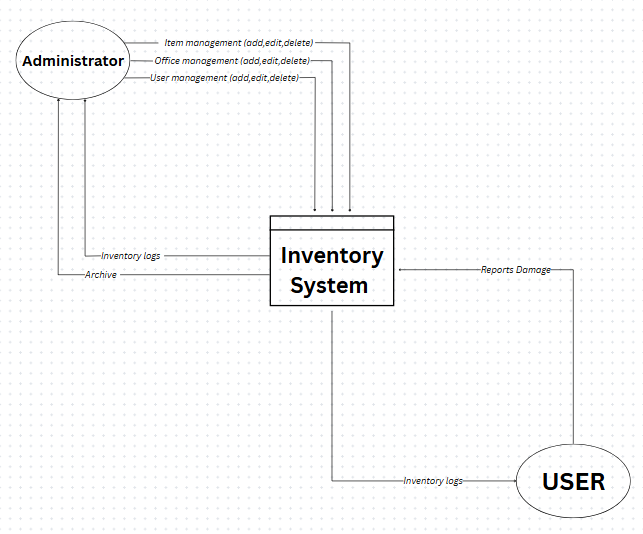 Item management (add,edit,delete)
Administrator
Office management (add,edit,delete)
User management (add,edit,delete)
Inventory logs
Archive
Inventory
System
Reports Damage
Inventory logs
USER